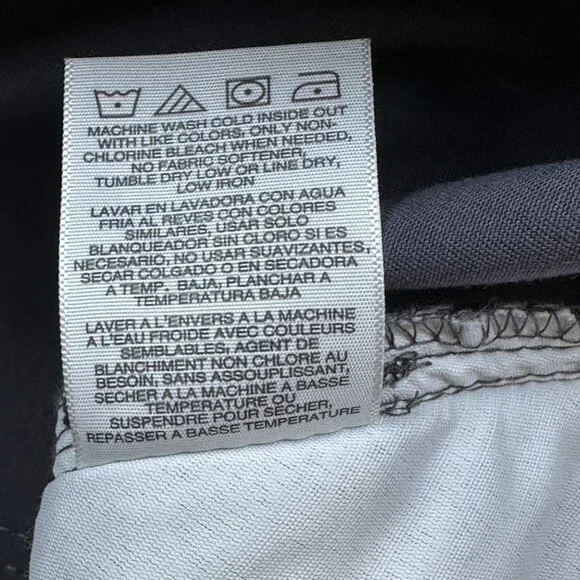 MACHINE WASH COLD INSIDE OUT
WITH LIKE COLORS, ONLY NON-
CHLORINE BLEACH WHEN NEEDED,
NO FABRIC SOFTENER,
TUMBLE DRY LOW OR LINE DRY,
LOW IRON
LAVAR EN LAVADORA CON AGUA
FRIA AL REVES CON COLORES
SIMILARES, USAR SOLO
BLANQUEADOR SIN CLORO SI ES
NECESARIO, NO USAR SUAVIZANTES,
SECAR COLGADO O EN SECADORA
A TEMP. BAJA, PLANCHAR A
TEMPERATURA BAJA
LAVER A L'ENVERS A LA MACHINE
A L'EAU FROIDE AVEC COULEURS
SEMBLABLES, AGENT DE
BLANCHIMENT NON CHLORE AU
BESOIN, SANS ASSOUPLISSANT,
SECHER A LA MACHINE A BASSE
TEMPERATURE OU
SUSPENDRE POUR SECHER,
REPASSER A BASSE TEMPERATURE